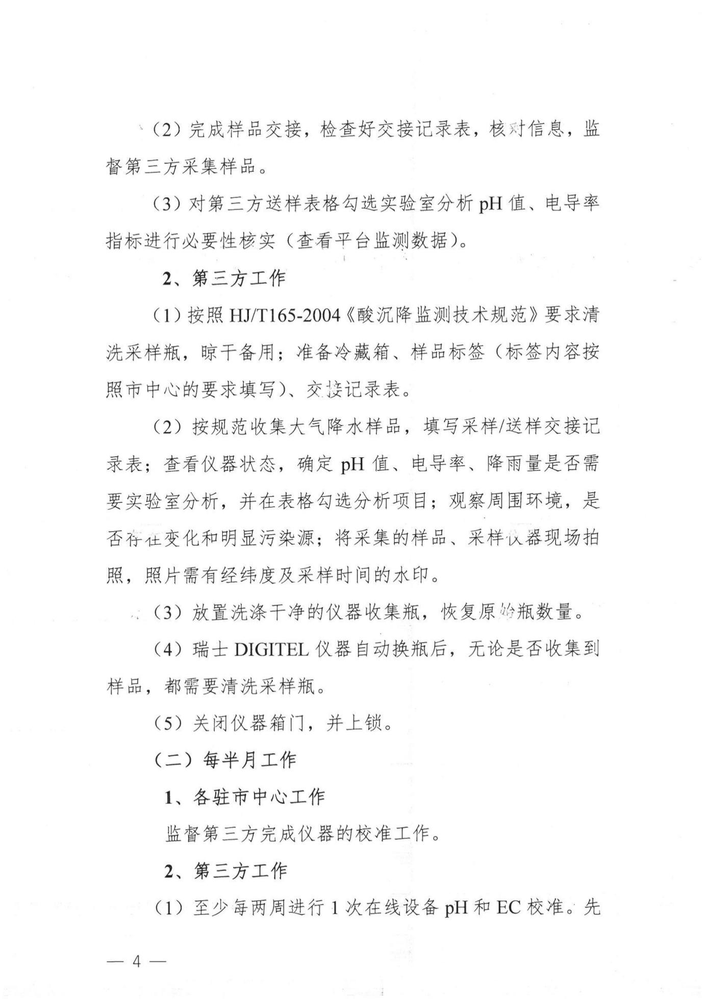 （2）完成样品交接，检查好交接记录表，核对信息，监
督第三方采集样品。
（3）对第三方送样表格勾选实验室分析 pH 值、电导率
指标进行必要性核实（查看平台监测数据）。
2、第三方工作
（1）按照 HJ/T165-2004《酸沉降监测技术规范》要求清
洗采样瓶，晾干备用；准备冷藏箱、样品标签（标签内容按
照市中心的要求填写）、交接记录表。
（2）按规范收集大气降水样品，填写采样/送样交接记
录表；查看仪器状态，确定 pH 值、电导率、降雨量是否需
要实验室分析，并在表格勾选分析项目；观察周围环境，是
否存在变化和明显污染源；将采集的样品、采样仪器现场拍
照，照片需有经纬度及采样时间的水印。
（3）放置洗涤干净的仪器收集瓶，恢复原始瓶数量。
（4）瑞士 DIGITEL 仪器自动换瓶后，无论是否收集到
样品，都需要清洗采样瓶。
（5）关闭仪器箱门，并上锁。
（二）每半月工作
1、各驻市中心工作
监督第三方完成仪器的校准工作。
2、第三方工作
（1）至少每两周进行 1 次在线设备 pH 和 EC 校准。先
— 4 —